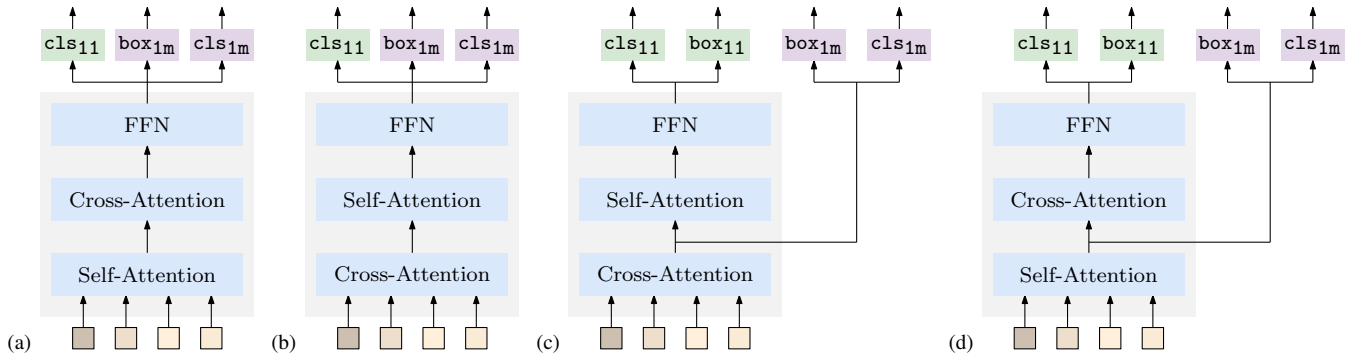 cls11 box1m cls1m
FFN
Cross-Attention
Self-Attention
(a)
cls11 box1m cls1m
FFN
Self-Attention
Cross-Attention
(b)
cls11 box11 box1m cls1m
FFN
Self-Attention
Cross-Attention
(c)
cls11 box11 box1m cls1m
FFN
Cross-Attention
Self-Attention
(d)